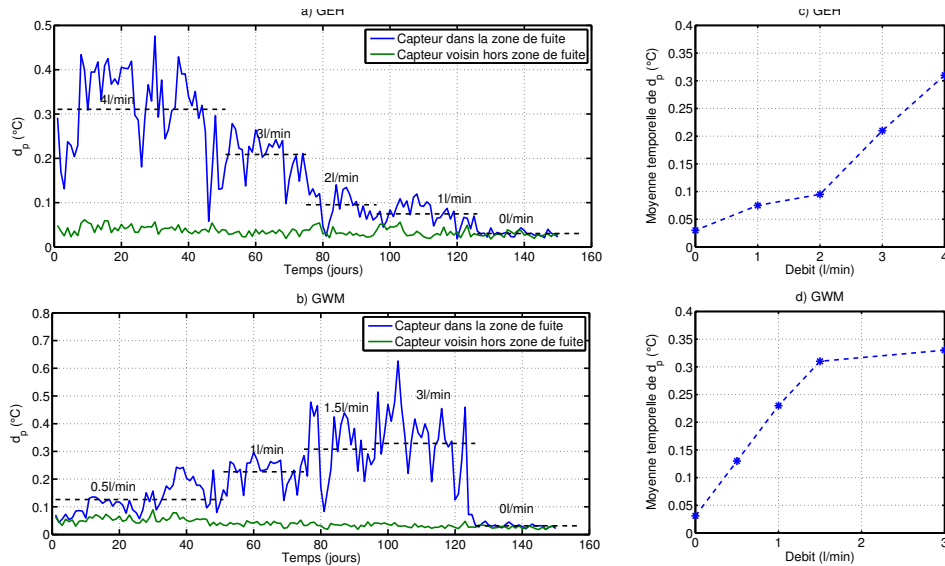 a) GEH
Capteur dans la zone de fuite
Capteur voisin hors zone de fuite
0.5
0.4
0.3
0.2
0.1
0
d_p (°C)
4l/min
3l/min
2l/min
1l/min
0l/min
0 20 40 60 80 100 120 140 160
Temps (jours)
c) GEH
0.4
0.35
0.3
0.25
0.2
0.15
0.1
0.05
0
Moyenne temporelle de d_p (°C)
0 1 2 3 4
Debit (l/min)
b) GWM
Capteur dans la zone de fuite
Capteur voisin hors zone de fuite
0.8
0.7
0.6
0.5
0.4
0.3
0.2
0.1
0
d_p (°C)
0.5l/min
1l/min
1.5l/min
3l/min
0l/min
0 20 40 60 80 100 120 140 160
Temps (jours)
d) GWM
0.4
0.35
0.3
0.25
0.2
0.15
0.1
0.05
0
Moyenne temporelle de d_p (°C)
0 1 2 3
Debit (l/min)